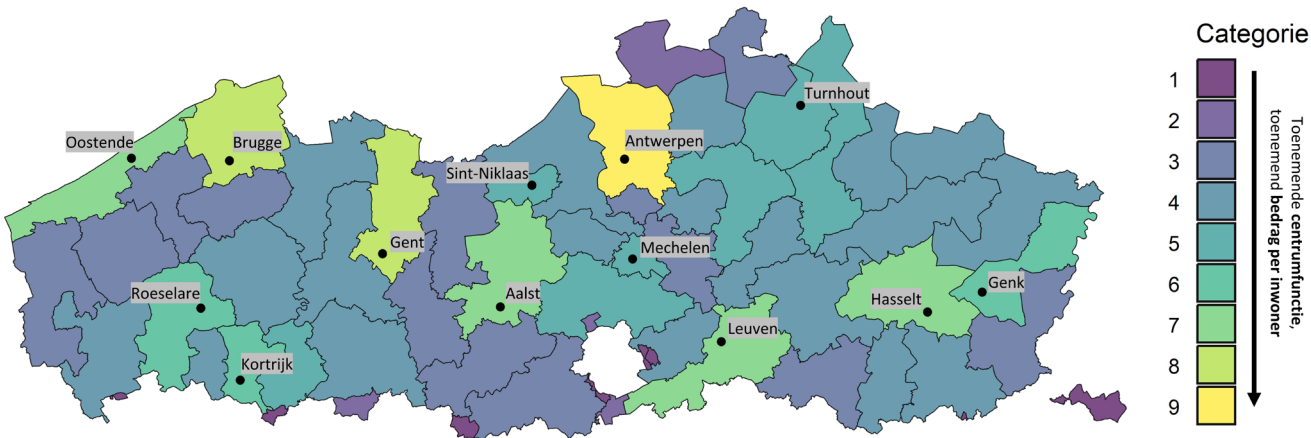 Categorie
1
2
3
4
5
6
7
8
9
Toenemende centrumfunctie,
toenemend bedrag per inwoner
Turnhout
Oostende
Brugge
Antwerpen
Sint-Niklaas
Gent
Mechelen
Roeselare
Aalst
Hasselt
Genk
Leuven
Kortrijk